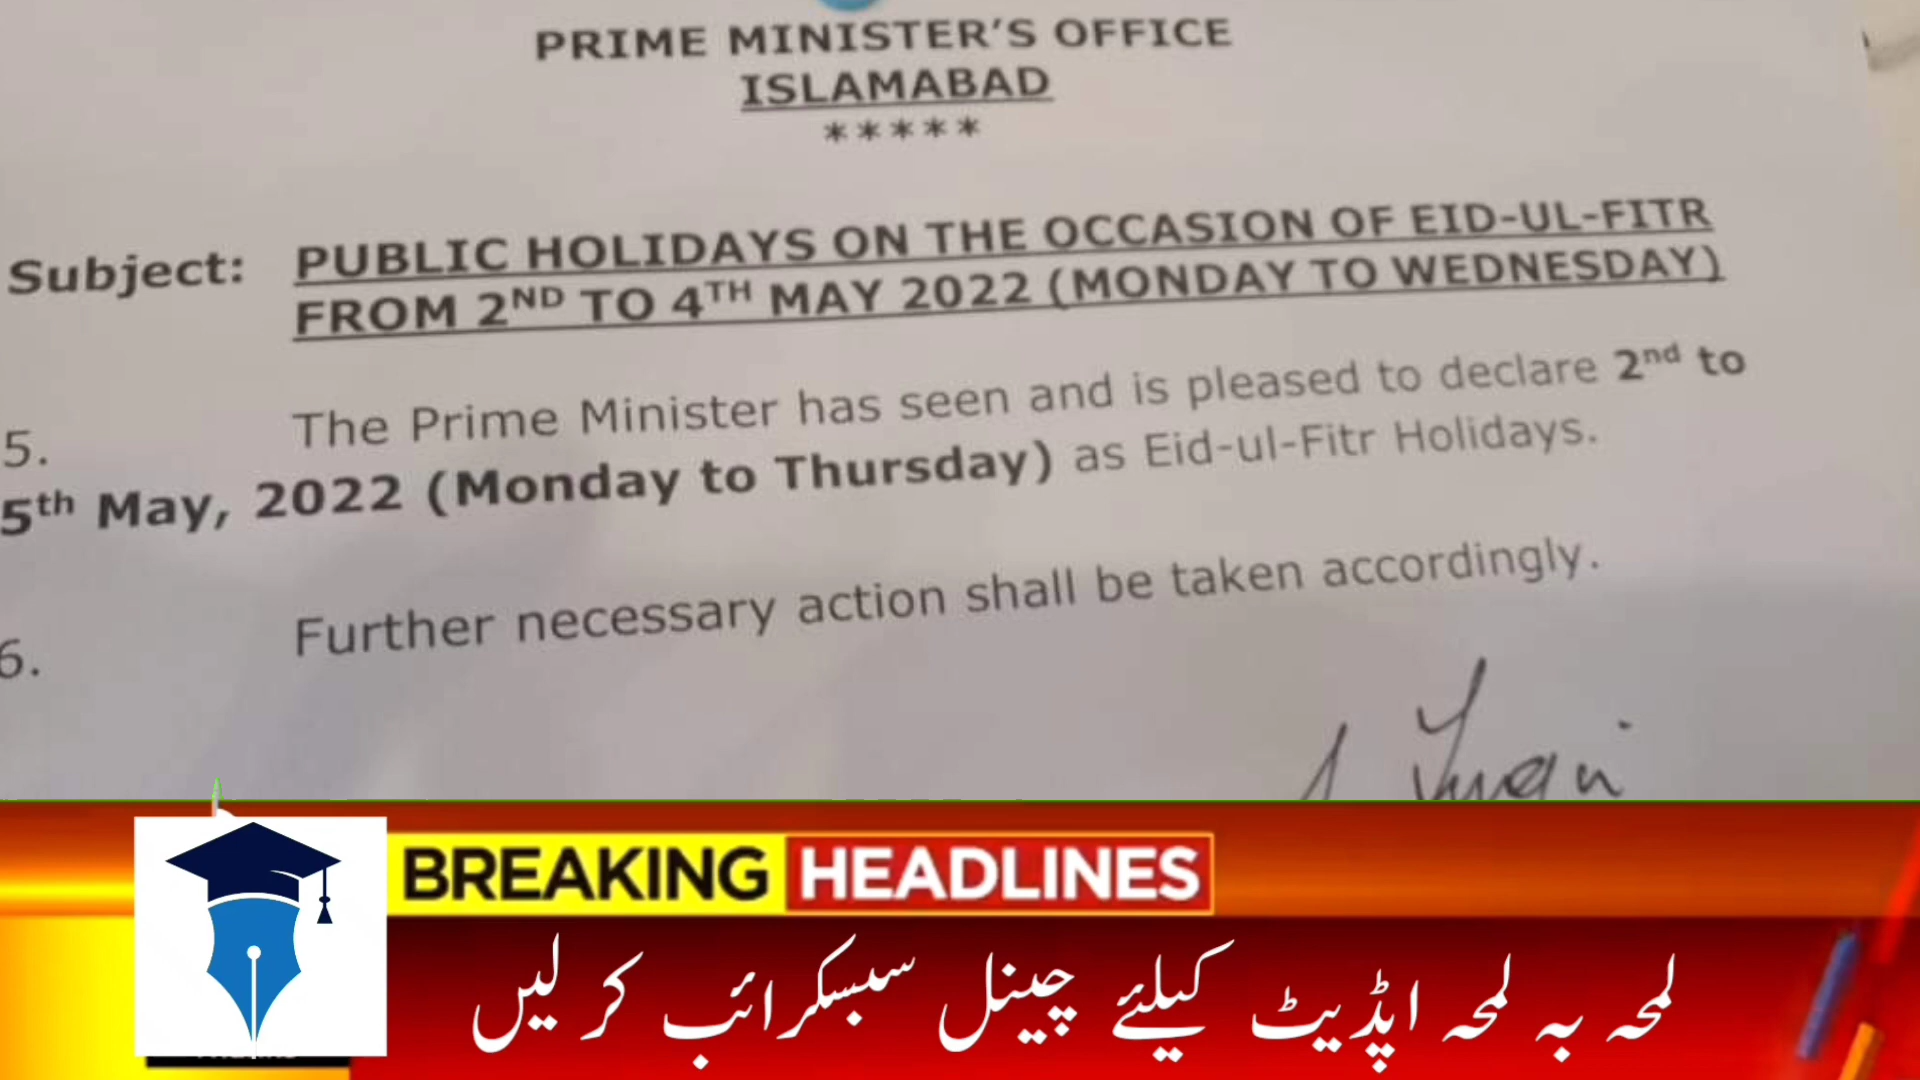 PRIME MINISTER'S OFFICE
ISLAMABAD
*****
Subject: PUBLIC HOLIDAYS ON THE OCCASION OF EID-UL-FITR
FROM 2ND TO 4TH MAY 2022 (MONDAY TO WEDNESDAY)
5. The Prime Minister has seen and is pleased to declare 2nd to
5th May, 2022 (Monday to Thursday) as Eid-ul-Fitr Holidays.
6. Further necessary action shall be taken accordingly.
BREAKING HEADLINES
لمحہ بہ لمحہ اپڈیٹ کیلئے چینل سبسکرائب کر لیں